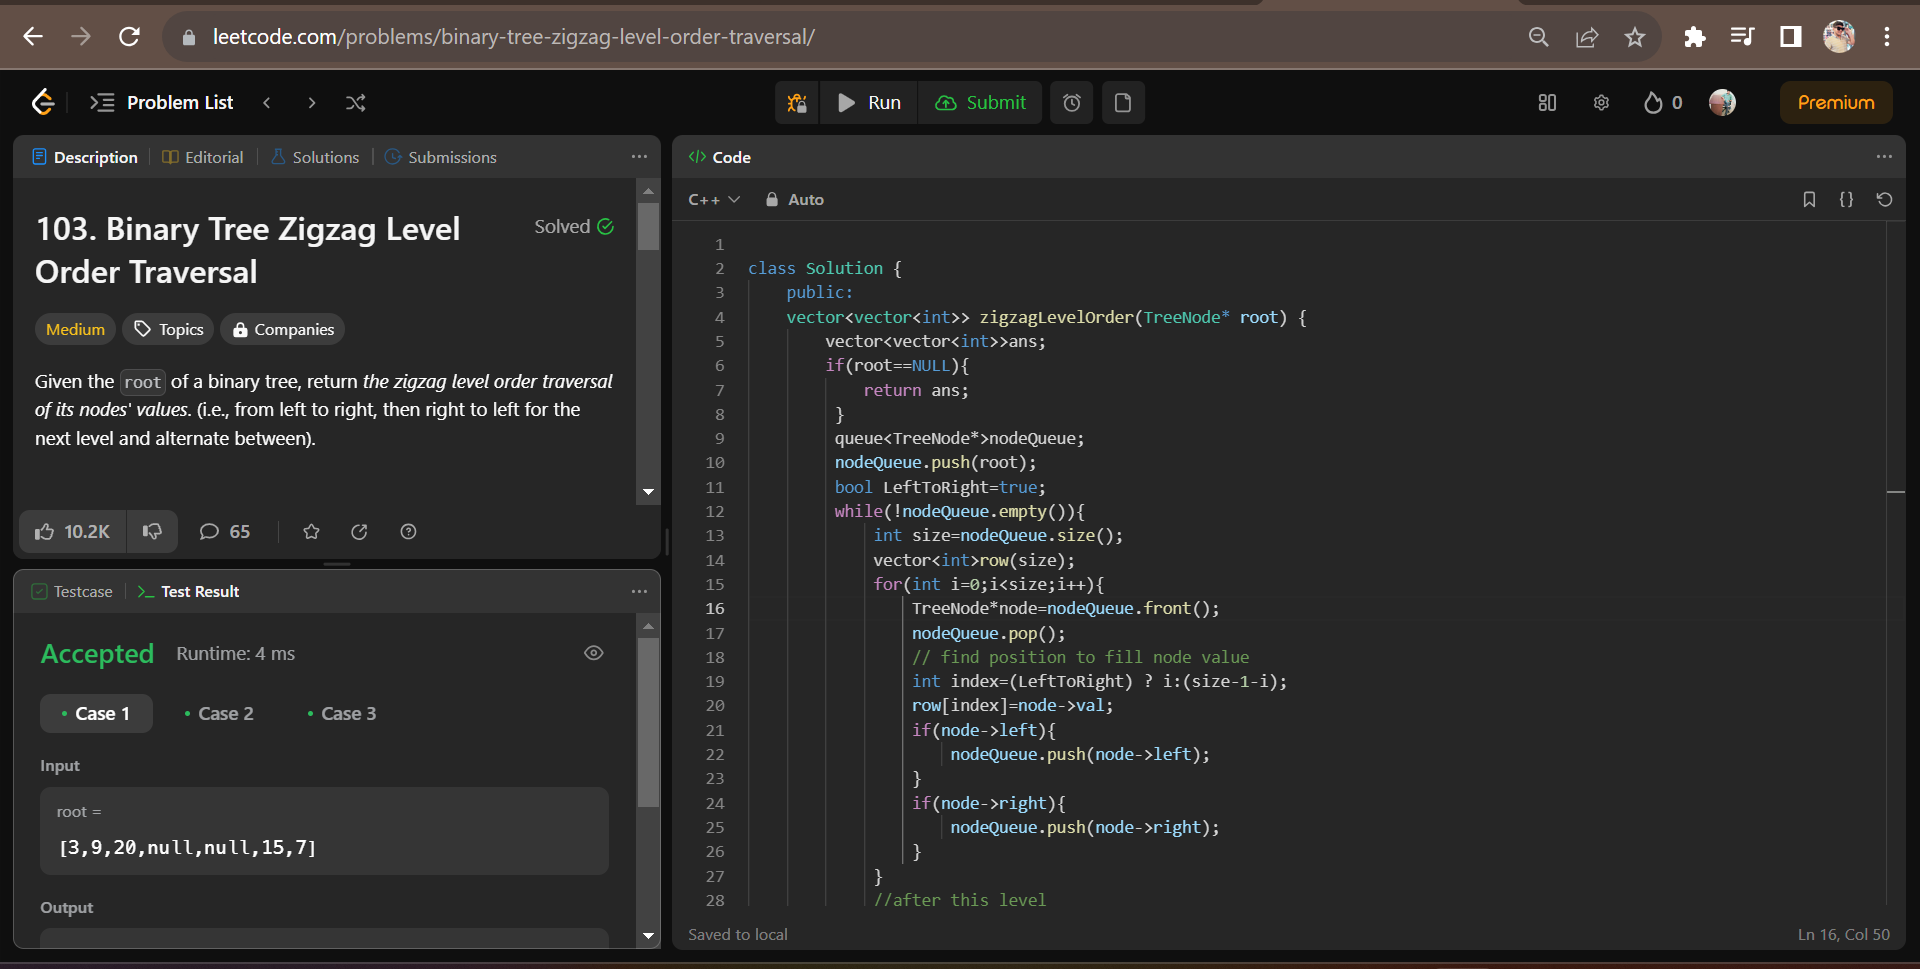 leetcode.com/problems/binary-tree-zigzag-level-order-traversal/
Problem List
Run
Submit
0
Premium
Description
Editorial
Solutions
Submissions
103. Binary Tree Zigzag Level
Order Traversal
Solved
Medium
Topics
Companies
Given the root of a binary tree, return the zigzag level order traversal
of its nodes' values. (i.e., from left to right, then right to left for the
next level and alternate between).
10.2K
65
Testcase
Test Result
Accepted
Runtime: 4 ms
Case 1
Case 2
Case 3
Input
root =
[3,9,20,null,null,15,7]
Output
</> Code
C++
Auto
1
2 class Solution {
3 public:
4 vector<vector<int>> zigzagLevelOrder(TreeNode* root) {
5 vector<vector<int>>ans;
6 if(root==NULL){
7 return ans;
8 }
9 queue<TreeNode*>nodeQueue;
10 nodeQueue.push(root);
11 bool LeftToRight=true;
12 while(!nodeQueue.empty()){
13 int size=nodeQueue.size();
14 vector<int>row(size);
15 for(int i=0;i<size;i++){
16 TreeNode*node=nodeQueue.front();
17 nodeQueue.pop();
18 // find position to fill node value
19 int index=(LeftToRight) ? i:(size-1-i);
20 row[index]=node->val;
21 if(node->left){
22 nodeQueue.push(node->left);
23 }
24 if(node->right){
25 nodeQueue.push(node->right);
26 }
27 }
28 //after this level
Saved to local
Ln 16, Col 50